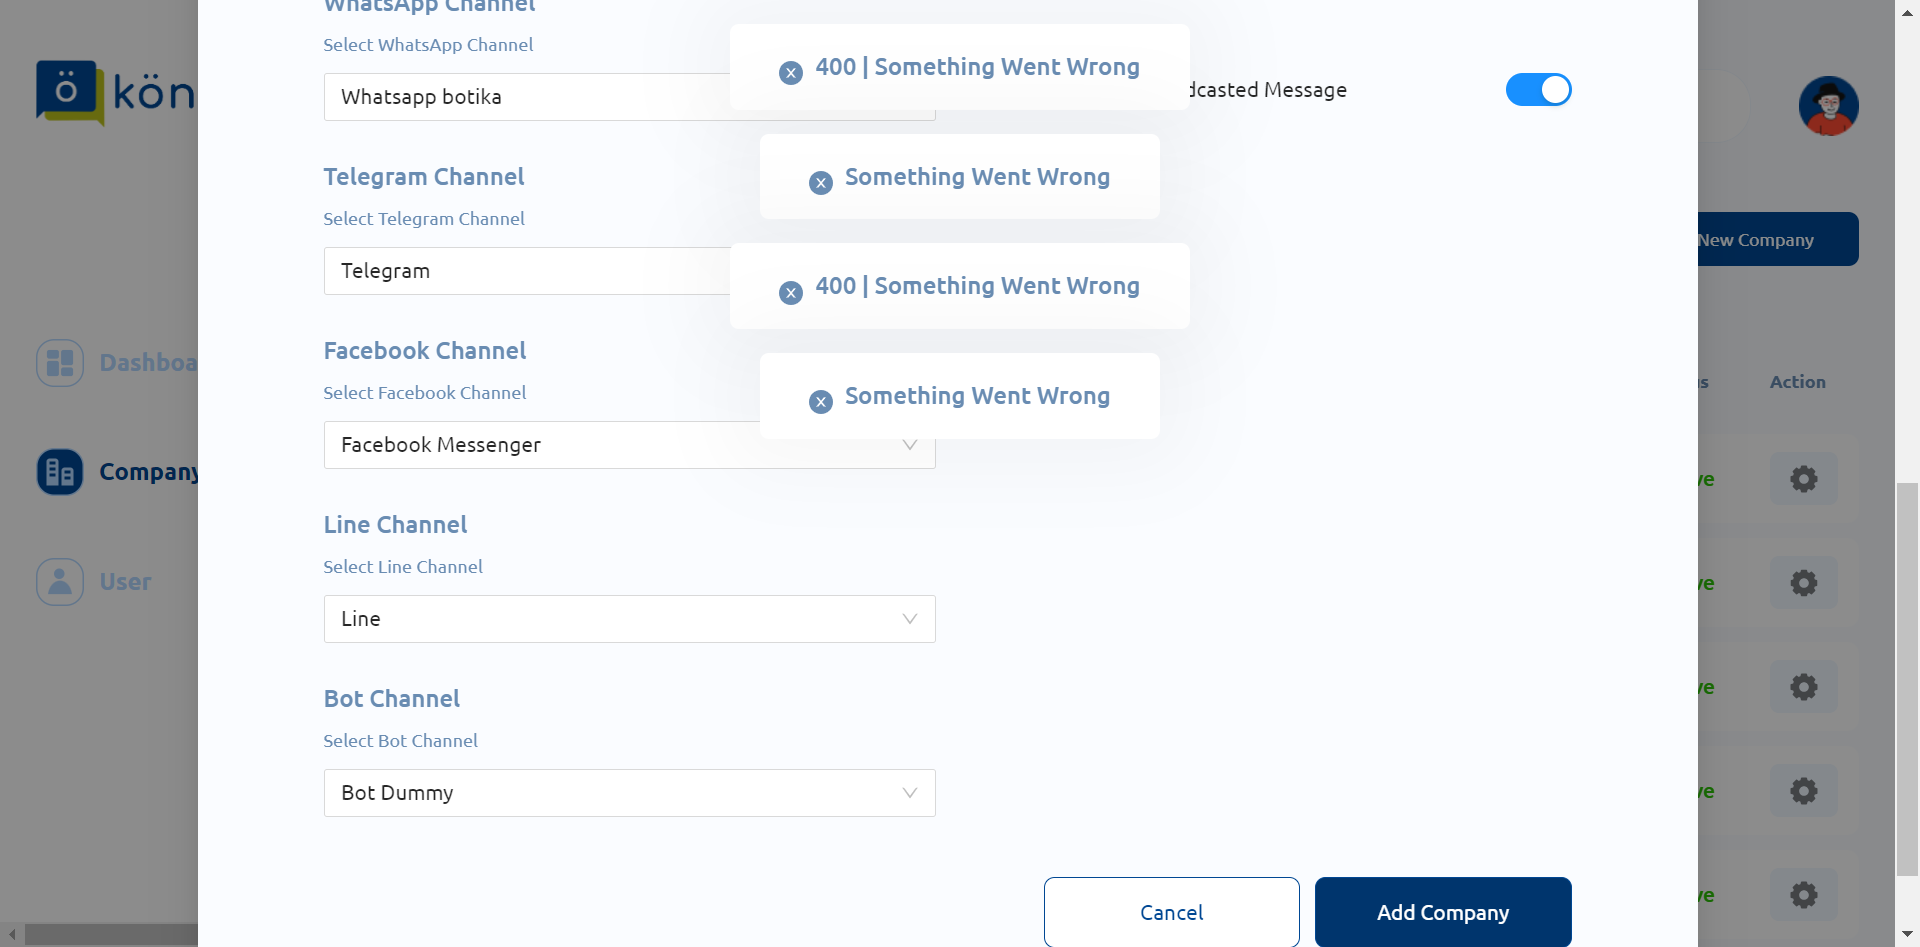 WhatsApp Channel
Select WhatsApp Channel
Whatsapp botika
400 | Something Went Wrong
Message
Something Went Wrong
400 | Something Went Wrong
Something Went Wrong
Telegram Channel
Select Telegram Channel
Telegram
Facebook Channel
Select Facebook Channel
Facebook Messenger
Line Channel
Select Line Channel
Line
Bot Channel
Select Bot Channel
Bot Dummy
Cancel
Add Company
ö kön
Dashboa
Company
User
New Company
Action